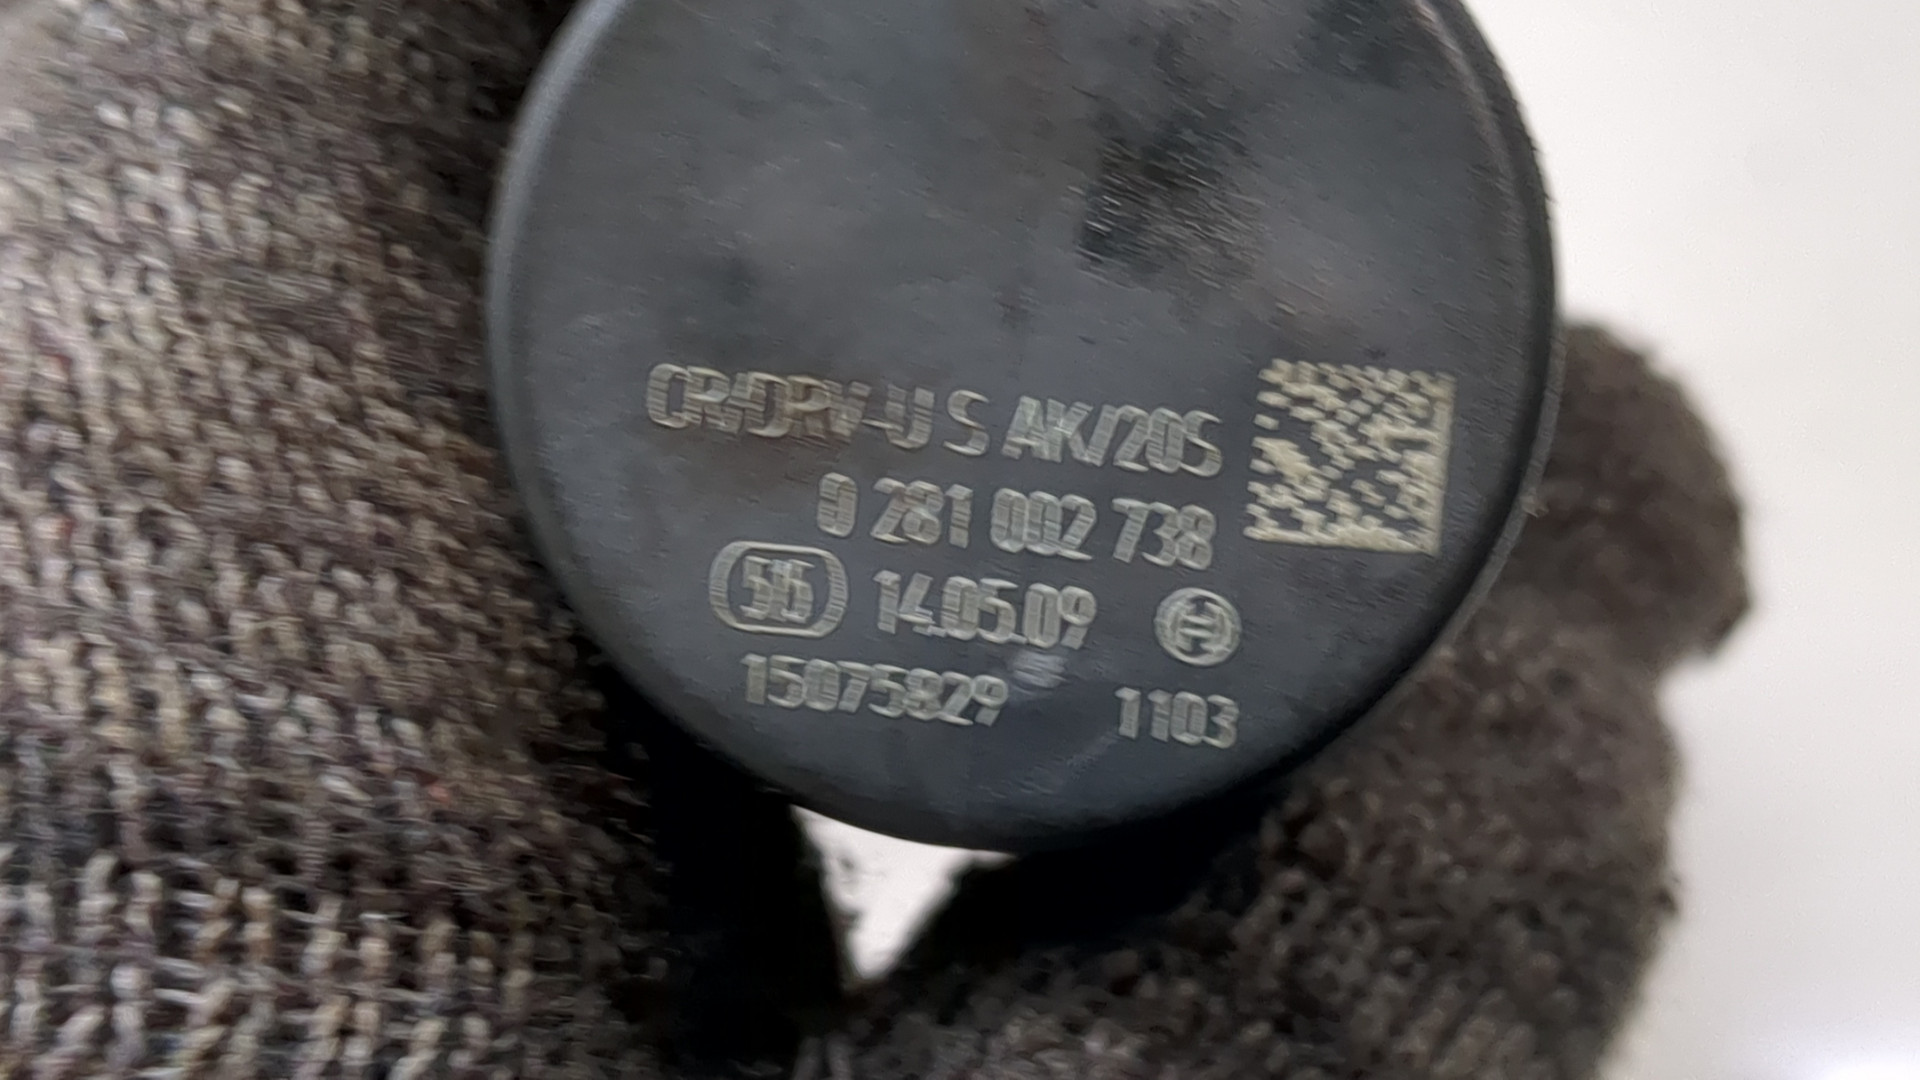 CR/DRV-U S AK/20S
0 281 002 738
14.05.09
15075829 1103